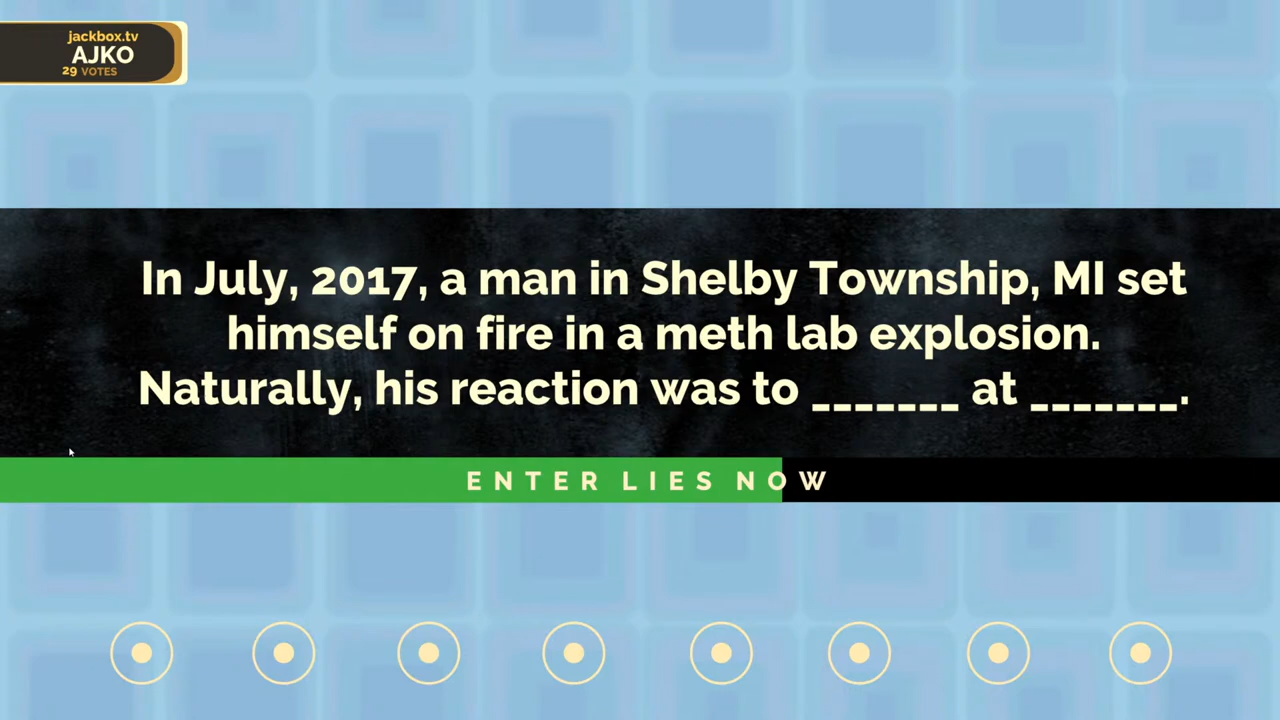 jackbox.tv
AJKO
29 VOTES
In July, 2017, a man in Shelby Township, MI set
himself on fire in a meth lab explosion.
Naturally, his reaction was to _______ at _______.
ENTER LIES NOW